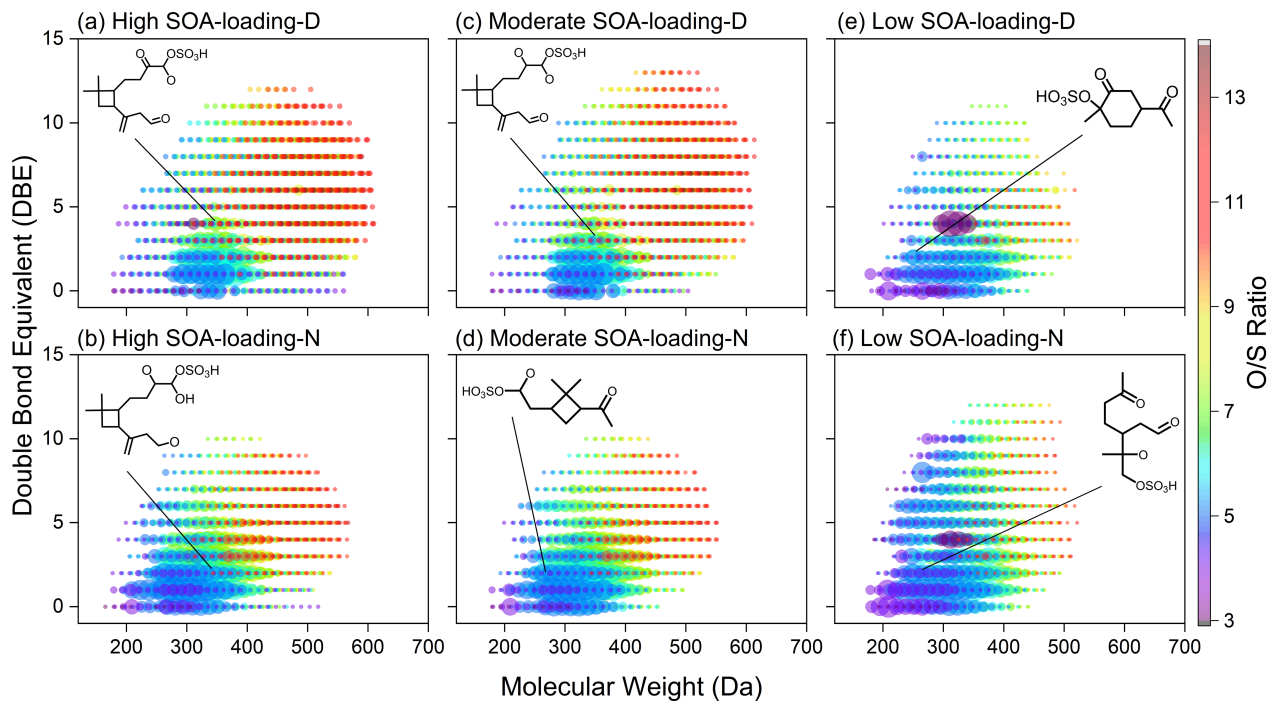 (a) High SOA-loading-D
(c) Moderate SOA-loading-D
(e) Low SOA-loading-D
15
10
5
0
O
OSO₃H
O
O
O
OSO₃H
O
O
O
HO₃SO
O
(b) High SOA-loading-N
(d) Moderate SOA-loading-N
(f) Low SOA-loading-N
15
10
5
0
O
OSO₃H
OH
O
O
HO₃SO
O
O
O
O
OSO₃H
200 300 400 500 600 700
200 300 400 500 600 700
200 300 400 500 600 700
Molecular Weight (Da)
Double Bond Equivalent (DBE)
13
11
9
7
5
3
O/S Ratio